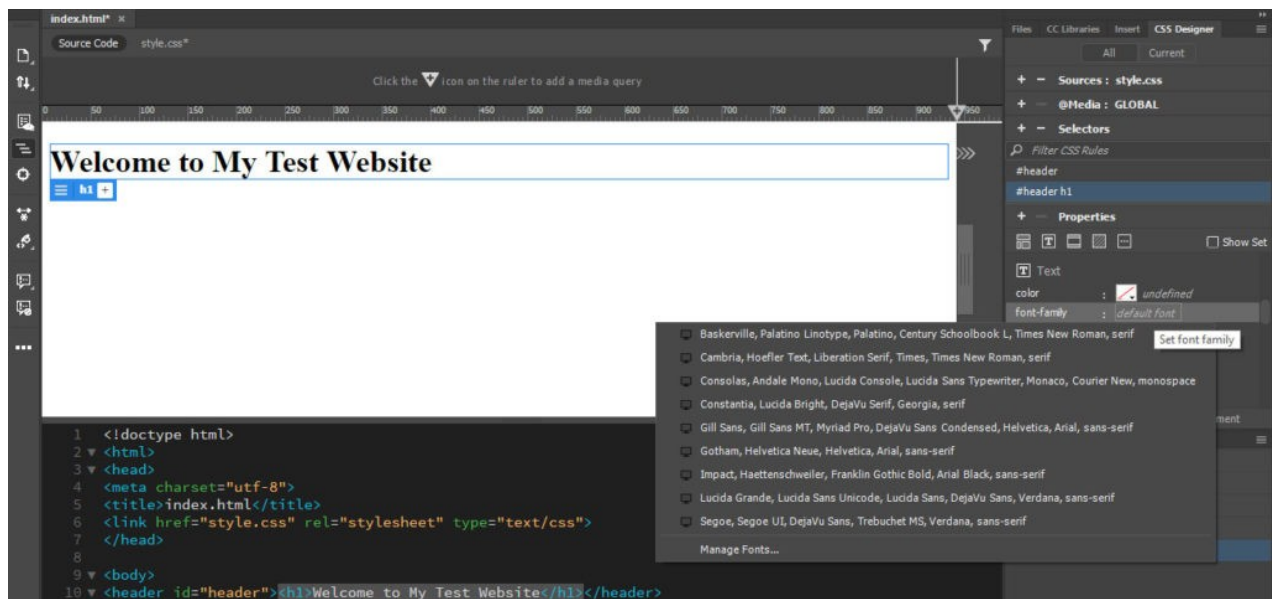 index.html*
Files CC Libraries Insert CSS Designer
Source Code style.css*
All Current
Click the icon on the ruler to add a media query
+ - Sources : style.css
0 50 100 150 200 250 300 350 400 450 500 550 600 650 700 750 800 850 900 950
+ - @Media : GLOBAL
+ - Selectors
Filter CSS Rules
Welcome to My Test Website
#header
h1 +
#header h1
+ - Properties
Show Set
T Text
color : undefined
font-family : default font
Set font family
Baskerville, Palatino Linotype, Palatino, Century Schoolbook L, Times New Roman, serif
Cambria, Hoefler Text, Liberation Serif, Times, Times New Roman, serif
Consolas, Andale Mono, Lucida Console, Lucida Sans Typewriter, Monaco, Courier New, monospace
Constantia, Lucida Bright, DejaVu Serif, Georgia, serif
Gill Sans, Gill Sans MT, Myriad Pro, DejaVu Sans Condensed, Helvetica, Arial, sans-serif
Gotham, Helvetica Neue, Helvetica, Arial, sans-serif
Impact, Haettenschweiler, Franklin Gothic Bold, Arial Black, sans-serif
Lucida Grande, Lucida Sans Unicode, Lucida Sans, DejaVu Sans, Verdana, sans-serif
Segoe, Segoe UI, DejaVu Sans, Trebuchet MS, Verdana, sans-serif
Manage Fonts...
1 <!doctype html>
2 <html>
3 <head>
4 <meta charset="utf-8">
5 <title>index.html</title>
6 <link href="style.css" rel="stylesheet" type="text/css">
7 </head>
8
9 <body>
10 <header id="header"><h1>Welcome to My Test Website</h1></header>